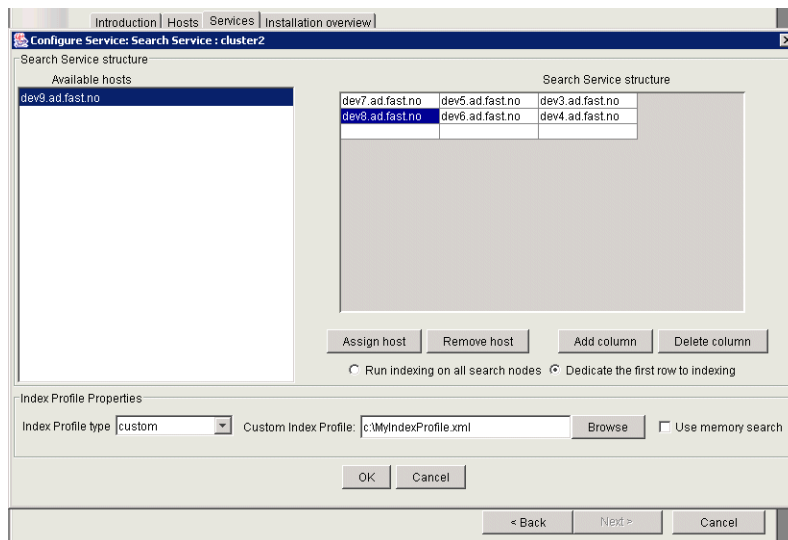 Introduction Hosts Services Installation overview
Configure Service: Search Service : cluster2
Search Service structure
Available hosts
Search Service structure
dev9.ad.fast.no
dev7.ad.fast.no dev5.ad.fast.no dev3.ad.fast.no
dev8.ad.fast.no dev6.ad.fast.no dev4.ad.fast.no
Assign host Remove host Add column Delete column
Run indexing on all search nodes Dedicate the first row to indexing
Index Profile Properties
Index Profile type custom Custom Index Profile: c:\MyIndexProfile.xml Browse Use memory search
OK Cancel
< Back Next > Cancel